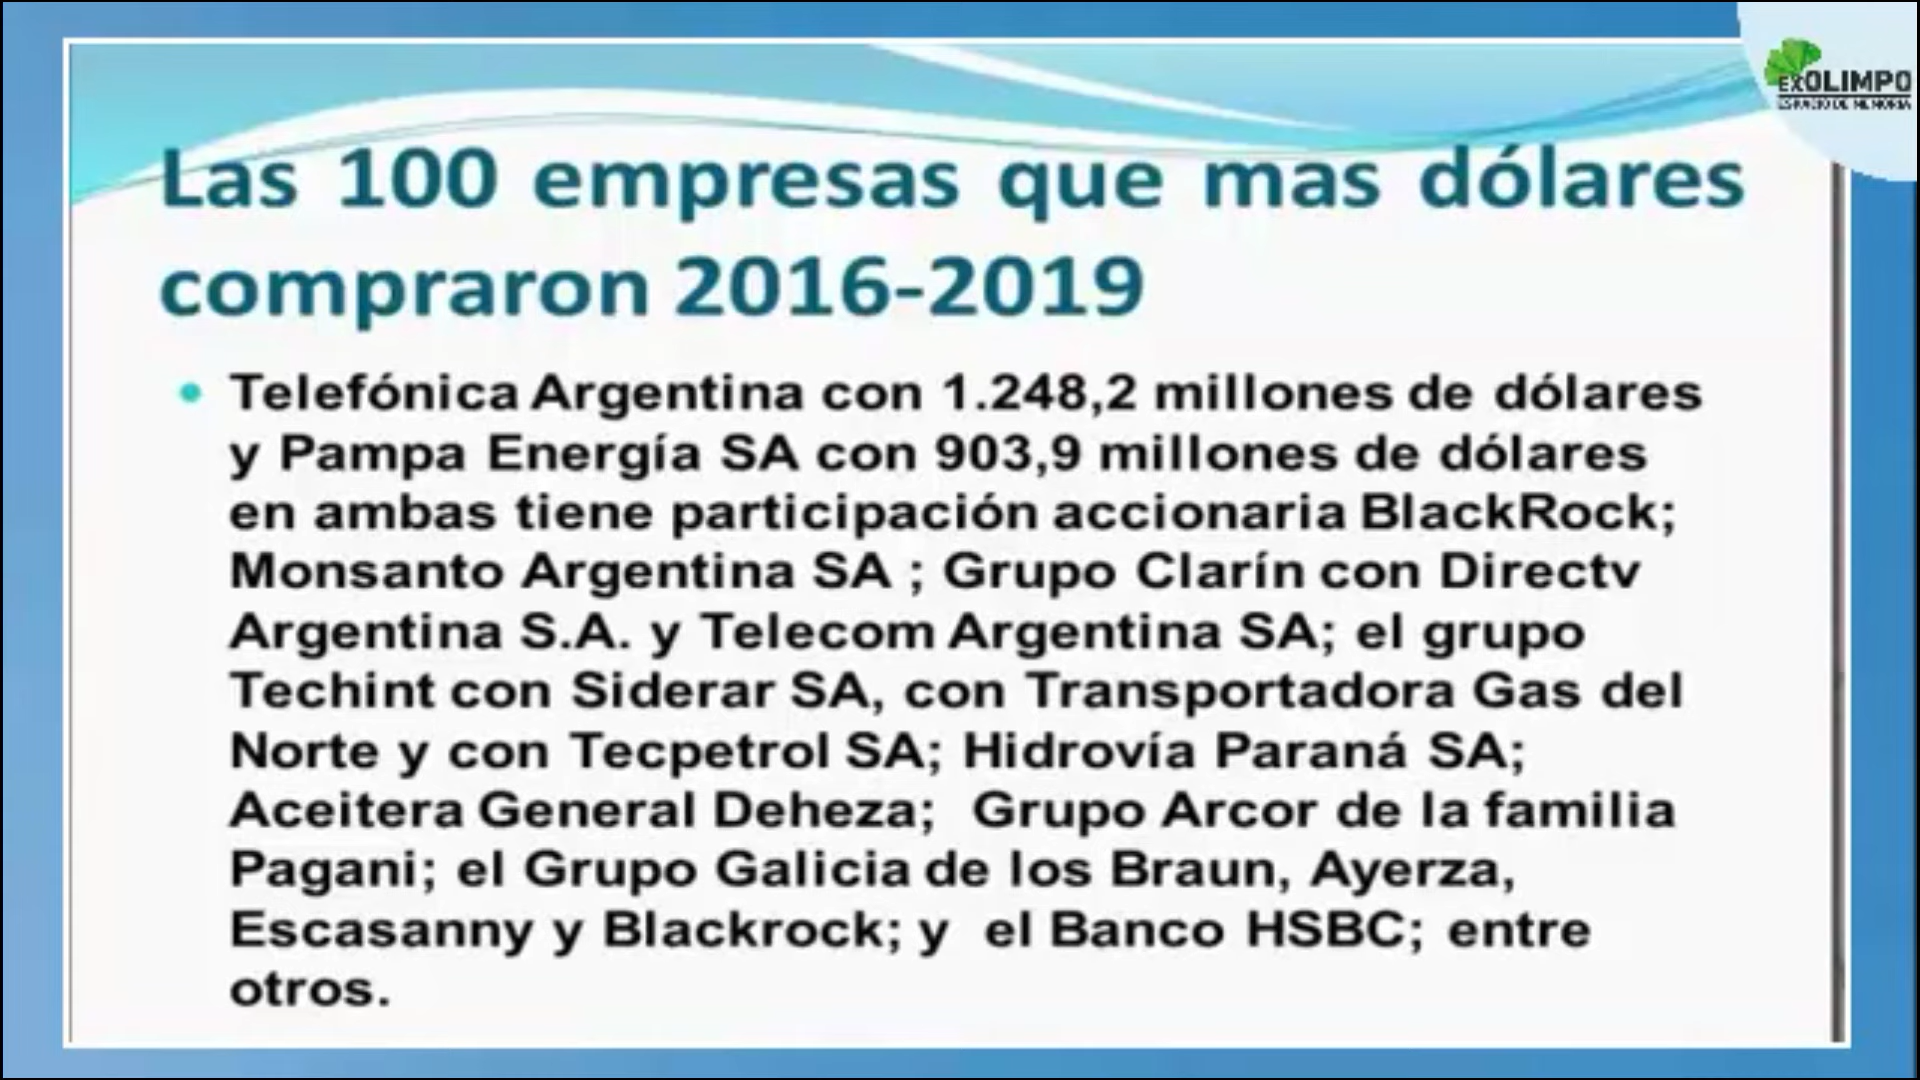 Las 100 empresas que mas dólares
compraron 2016-2019
• Telefónica Argentina con 1.248,2 millones de dólares
y Pampa Energía SA con 903,9 millones de dólares
en ambas tiene participación accionaria BlackRock;
Monsanto Argentina SA ; Grupo Clarín con Directv
Argentina S.A. y Telecom Argentina SA; el grupo
Techint con Siderar SA, con Transportadora Gas del
Norte y con Tecpetrol SA; Hidrovía Paraná SA;
Aceitera General Deheza;  Grupo Arcor de la familia
Pagani; el Grupo Galicia de los Braun, Ayerza,
Escasanny y Blackrock; y  el Banco HSBC; entre
otros.
EXOLIMPO
ESPACIO DE MEMORIA